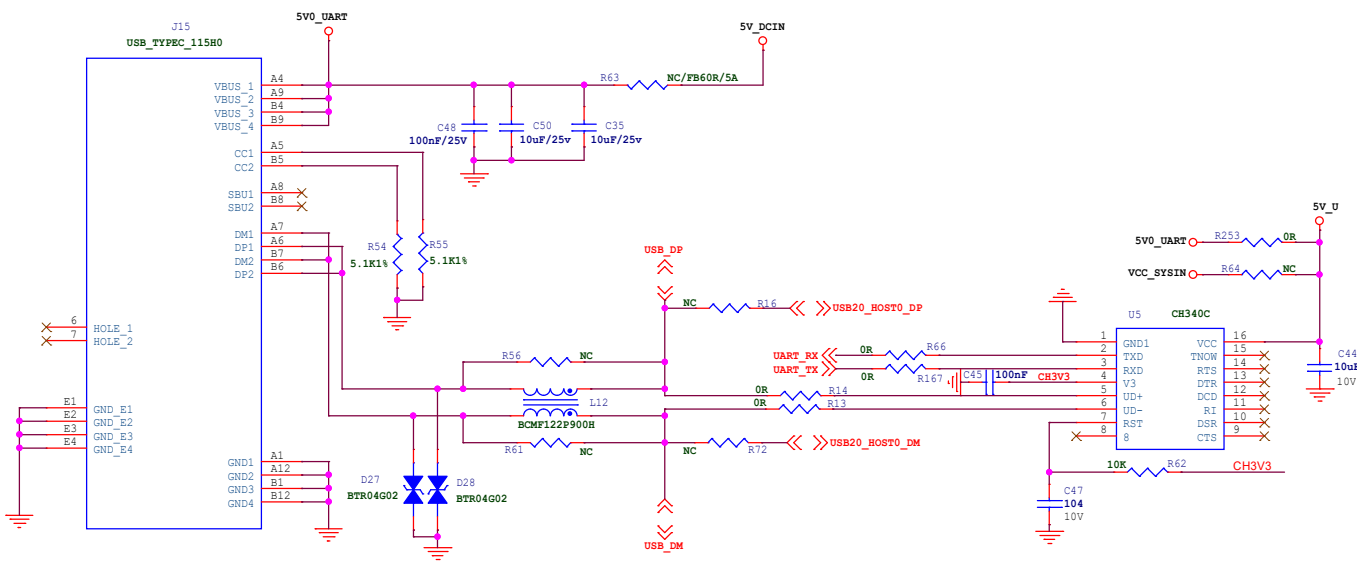 J15
USB_TYPEC_115H0
5V0_UART
5V_DCIN
VBUS_1 A4
VBUS_2 A9
VBUS_3 B4
VBUS_4 B9
R63 NC/FB60R/5A
C48
100nF/25V
C50
10uF/25v
C35
10uF/25v
CC1 A5
CC2 B5
SBU1 A8
SBU2 B8
DM1 A7
DP1 A6
DM2 B7
DP2 B6
R54
5.1K1%
R55
5.1K1%
6 HOLE_1
7 HOLE_2
E1 GND_E1
E2 GND_E2
E3 GND_E3
E4 GND_E4
GND1 A1
GND2 A12
GND3 B1
GND4 B12
R56 NC
L12
BCMF122P900H
R61 NC
D27
BTR04G02
D28
BTR04G02
USB_DP
NC R16 USB20_HOST0_DP
UART_RX 0R R66
UART_TX 0R R167
C45 100nF CH3V3
0R R14
0R R13
NC R72 USB20_HOST0_DM
USB_DM
5V_U
5V0_UART R253 0R
VCC_SYSIN R64 NC
U5 CH340C
1 GND1 VCC 16
2 TXD TNOW 15
3 RXD RTS 14
4 V3 DTR 13
5 UD+ DCD 12
6 UD- RI 11
7 RST DSR 10
8 8 CTS 9
C44
10uF
10V
10K R62 CH3V3
C47
104
10V